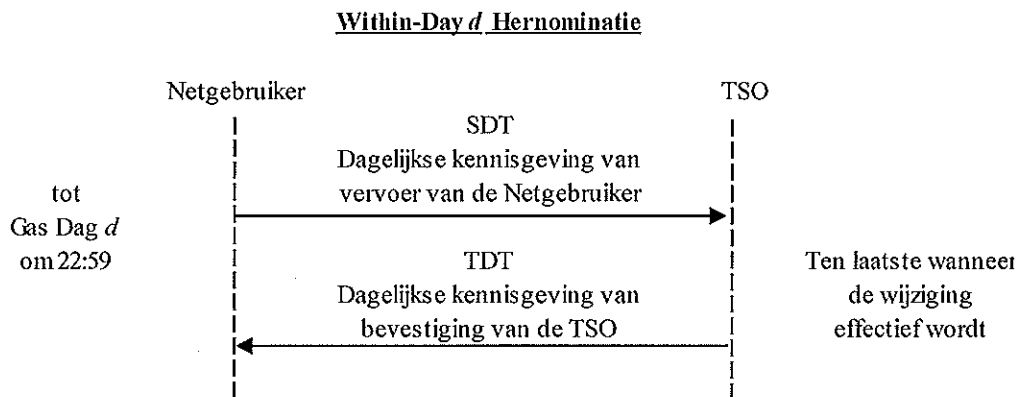 Within-Day d Hernominatie
Netgebruiker
TSO
SDT
Dagelijkse kennisgeving van
vervoer van de Netgebruiker
tot
Gas Dag d
om 22:59
TDT
Dagelijkse kennisgeving van
bevestiging van de TSO
Ten laatste wanneer
de wijziging
effectief wordt